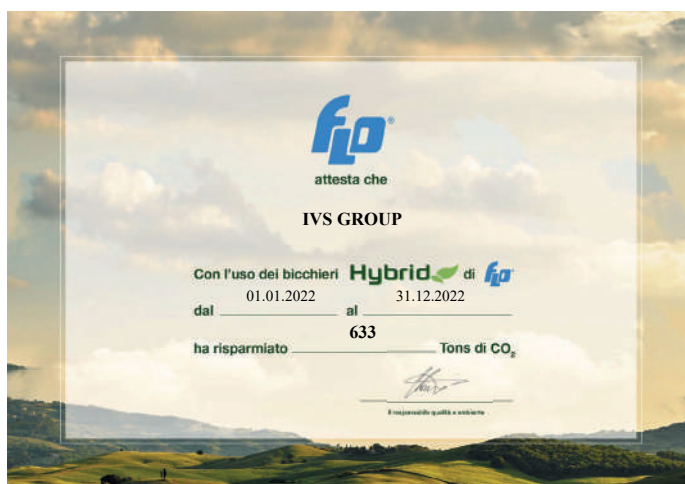 FLO®
attesta che
IVS GROUP
Con l'uso dei bicchieri Hybrid di FLO
dal 01.01.2022 al 31.12.2022
ha risparmiato 633 Tons di CO₂
Il responsabile qualità e ambiente